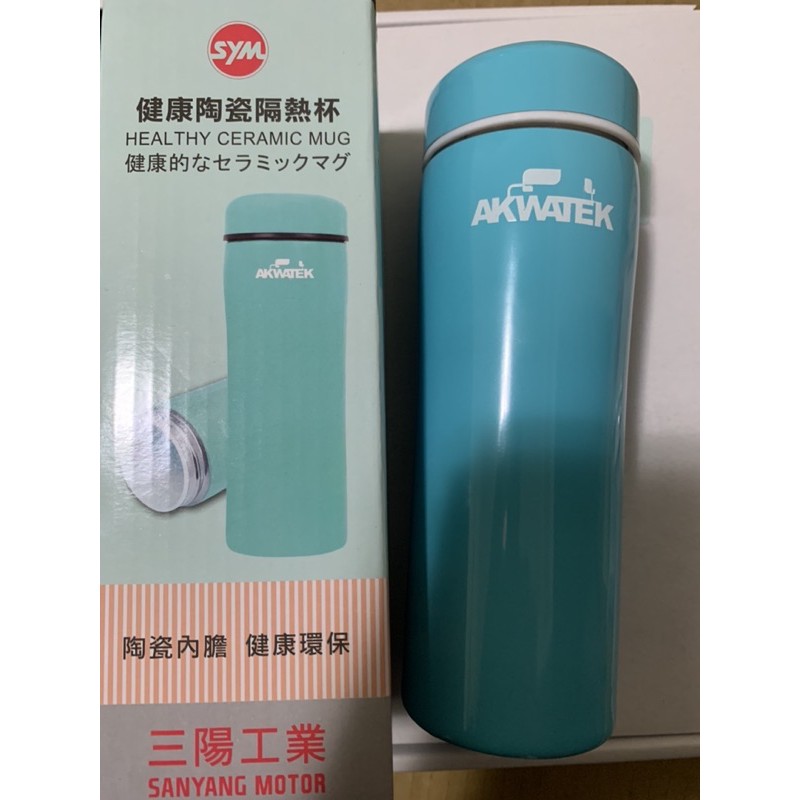 SYM
健康陶瓷隔熱杯
HEALTHY CERAMIC MUG
健康的なセラミックマグ
AKWATEK
陶瓷內膽 健康環保
三陽工業
SANYANG MOTOR
AKWATEK